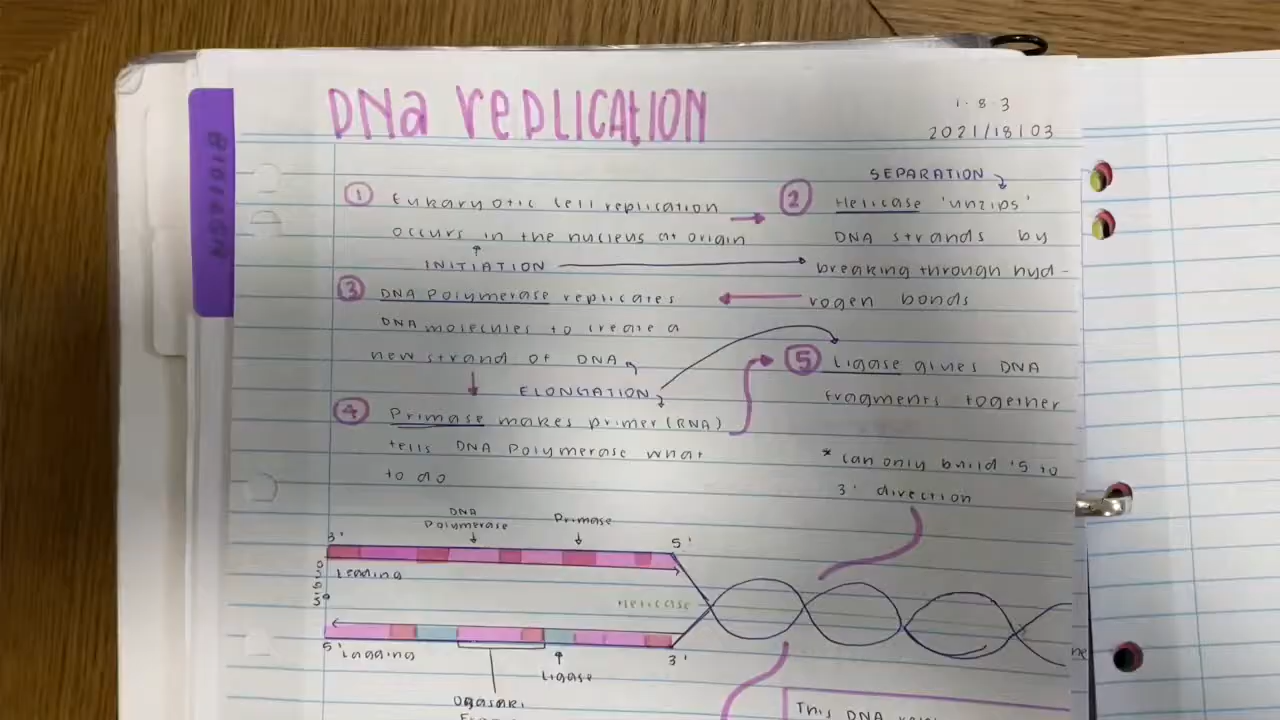 DNA REPLICATION
1.8.3
2021/18/03
BIOLOGY
① Eukaryotic cell replication
occurs in the nucleus at origin
INITIATION
SEPARATION
② Helicase 'unzips'
DNA strands by
breaking through hyd-
rogen bonds
③ DNA Polymerase replicates
DNA molecules to create a
new strand of DNA
ELONGATION
④ Primase makes primer (RNA)
tells DNA Polymerase what
to do
⑤ Ligase glues DNA
fragments together
* can only build '5 to
3' direction
DNA
Polymerase
Primase
3'
5'
Leading
Helicase
5'
Lagging
3'
Ligase
This DNA